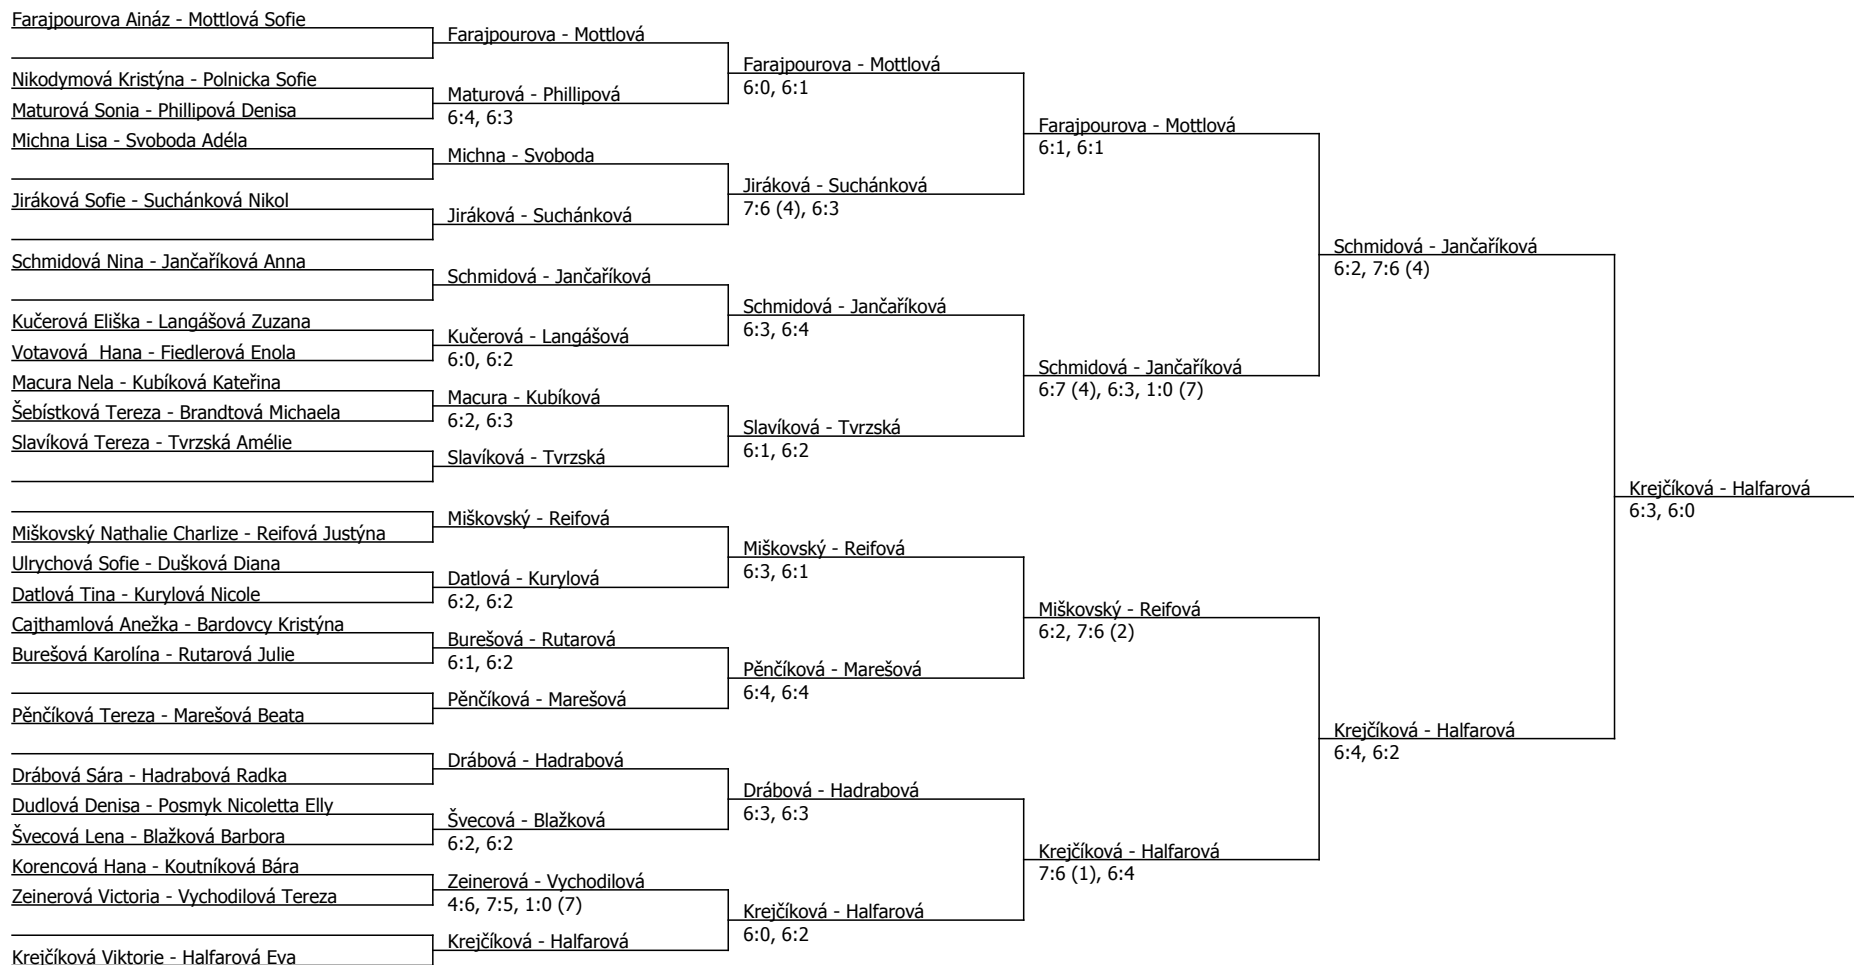 Farajpourova Aináz - Mottlová Sofie
Nikodymová Kristýna - Polnicka Sofie
Maturová Sonia - Phillipová Denisa
Michna Lisa - Svoboda Adéla
Jiráková Sofie - Suchánková Nikol
Schmidová Nina - Jančaříková Anna
Kučerová Eliška - Langášová Zuzana
Votavová  Hana - Fiedlerová Enola
Macura Nela - Kubíková Kateřina
Šebístková Tereza - Brandtová Michaela
Slavíková Tereza - Tvrzská Amélie
Miškovský Nathalie Charlize - Reifová Justýna
Ulrychová Sofie - Dušková Diana
Datlová Tina - Kurylová Nicole
Cajthamlová Anežka - Bardovcy Kristýna
Burešová Karolína - Rutarová Julie
Pěnčíková Tereza - Marešová Beata
Drábová Sára - Hadrabová Radka
Dudlová Denisa - Posmyk Nicoletta Elly
Švecová Lena - Blažková Barbora
Korencová Hana - Koutníková Bára
Zeinerová Victoria - Vychodilová Tereza
Krejčíková Viktorie - Halfarová Eva
Farajpourova - Mottlová
Maturová - Phillipová
6:4, 6:3
Michna - Svoboda
Jiráková - Suchánková
Schmidová - Jančaříková
Kučerová - Langášová
6:0, 6:2
Macura - Kubíková
6:2, 6:3
Slavíková - Tvrzská
Miškovský - Reifová
Datlová - Kurylová
6:2, 6:2
Burešová - Rutarová
6:1, 6:2
Pěnčíková - Marešová
Drábová - Hadrabová
Švecová - Blažková
6:2, 6:2
Zeinerová - Vychodilová
4:6, 7:5, 1:0 (7)
Krejčíková - Halfarová
Farajpourova - Mottlová
6:0, 6:1
Jiráková - Suchánková
7:6 (4), 6:3
Schmidová - Jančaříková
6:3, 6:4
Slavíková - Tvrzská
6:1, 6:2
Miškovský - Reifová
6:3, 6:1
Pěnčíková - Marešová
6:4, 6:4
Drábová - Hadrabová
6:3, 6:3
Krejčíková - Halfarová
6:0, 6:2
Farajpourova - Mottlová
6:1, 6:1
Schmidová - Jančaříková
6:7 (4), 6:3, 1:0 (7)
Miškovský - Reifová
6:2, 7:6 (2)
Krejčíková - Halfarová
7:6 (1), 6:4
Schmidová - Jančaříková
6:2, 7:6 (4)
Krejčíková - Halfarová
6:4, 6:2
Krejčíková - Halfarová
6:3, 6:0